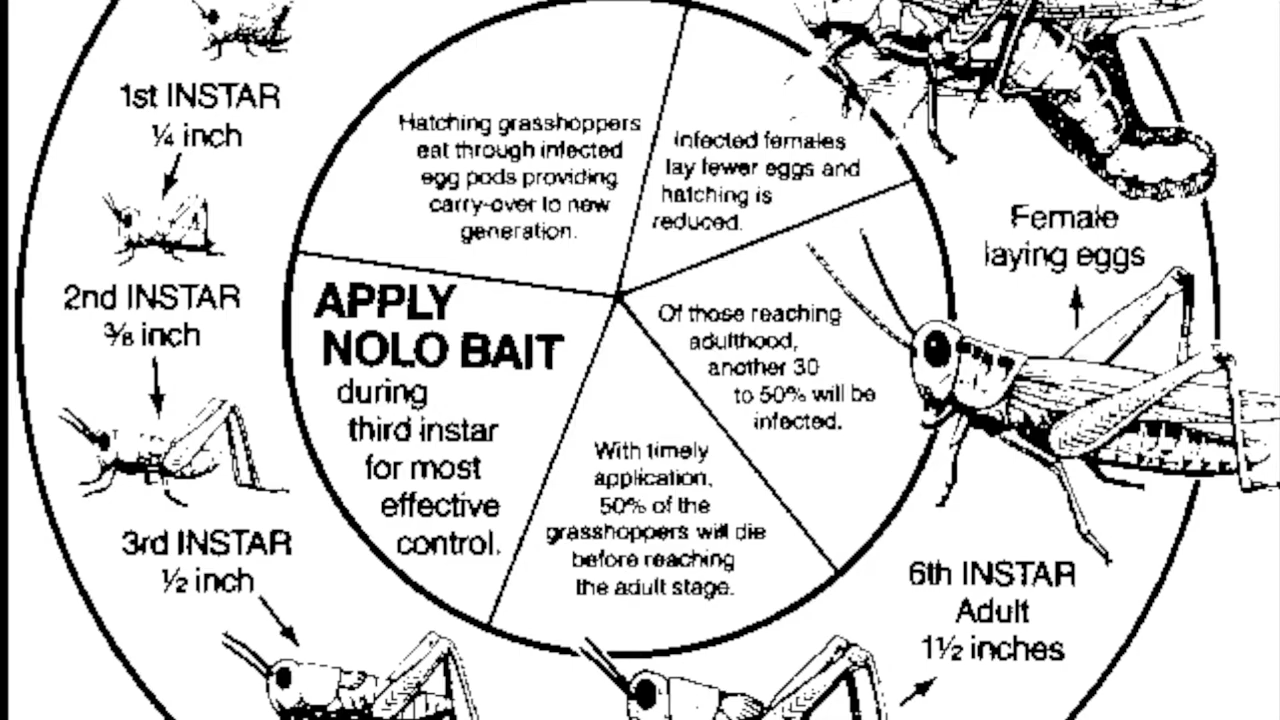 1st INSTAR
¼ inch
2nd INSTAR
⅜ inch
3rd INSTAR
½ inch
Hatching grasshoppers
eat through infected
egg pods providing
carry-over to new
generation.
Infected females
lay fewer eggs and
hatching is
reduced.
APPLY
NOLO BAIT
during
third instar
for most
effective
control.
With timely
application,
50% of the
grasshoppers will die
before reaching
the adult stage.
Of those reaching
adulthood,
another 30
to 50% will be
infected.
Female
laying eggs
6th INSTAR
Adult
1½ inches